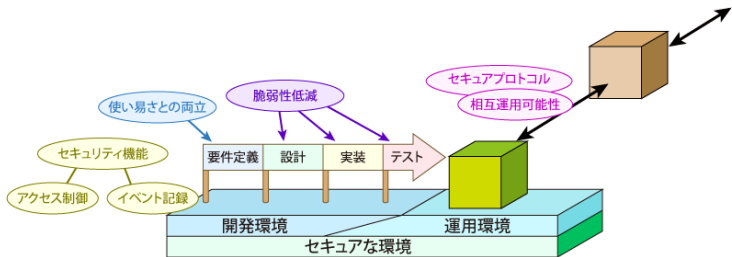 セキュアプロトコル
相互運用可能性
使い易さとの両立
脆弱性低減
セキュリティ機能
アクセス制御
イベント記録
要件定義
設計
実装
テスト
開発環境
運用環境
セキュアな環境